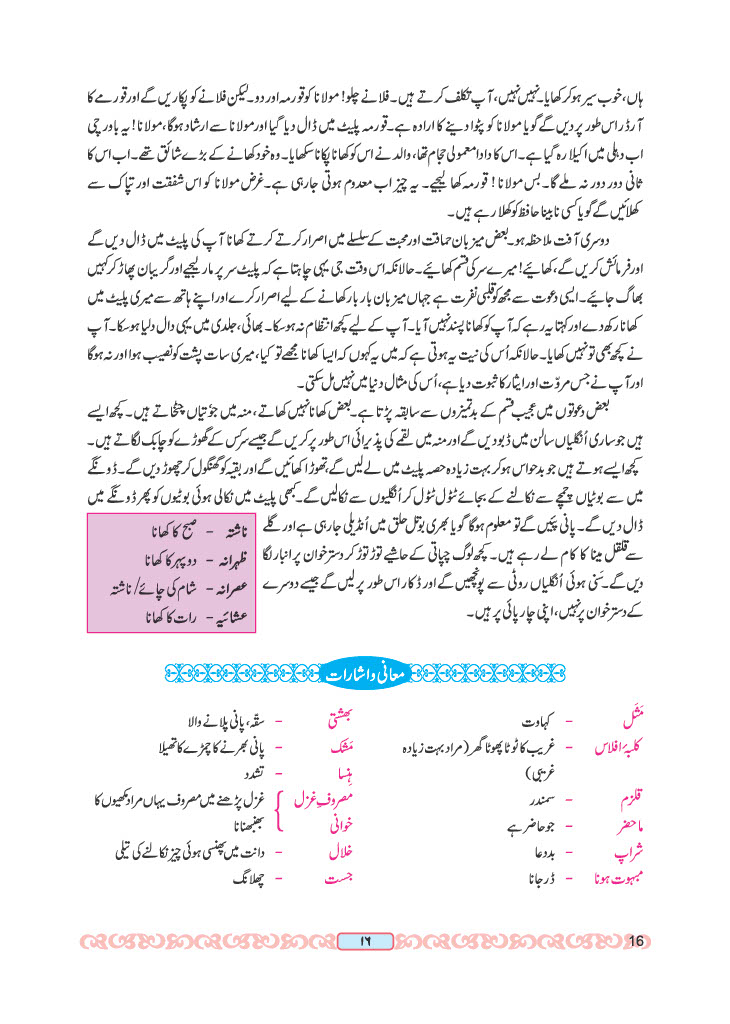 ہاں، خوب سیر ہو کر کھایا۔ نہیں نہیں، آپ تکلف کرتے ہیں۔ فلانے چلو! مولانا کو قورمہ اور دو۔ لیکن فلانے کو پکاریں گے اور قورمے کا
آرڈر اس طور پر دیں گے گویا مولانا کو پٹوا دینے کا ارادہ ہے۔ قورمہ پلیٹ میں ڈال دیا گیا اور مولانا سے ارشاد ہوگا، مولانا! یہ باورچی
اب دہلی میں اکیلا رہ گیا ہے۔ اس کا دادا معمولی حجام تھا، والد نے اس کو کھانا پکانا سکھایا۔ وہ خود کھانے کے بڑے شائق تھے۔ اب اس کا
ثانی دور دور نہ ملے گا۔ بس مولانا! قورمہ کھا لیجیے۔ یہ چیز اب معدوم ہوتی جا رہی ہے۔ غرض مولانا کو اس شفقت اور تپاک سے
کھلائیں گے گویا کسی نابینا حافظ کو کھلا رہے ہیں۔
دوسری آفت ملاحظہ ہو۔ بعض میزبان حماقت اور محبت کے سلسلے میں اصرار کرتے کرتے کھانا آپ کی پلیٹ میں ڈال دیں گے
اور فرمائش کریں گے، کھائیے! میرے سر کی قسم کھائیے۔ حالانکہ اس وقت جی یہی چاہتا ہے کہ پلیٹ سر پر مار لیجیے اور گریبان پھاڑ کر کہیں
بھاگ جائیے۔ ایسی دعوت سے مجھ کو قلبی نفرت ہے جہاں میزبان بار بار کھانے کے لیے اصرار کرے اور اپنے ہاتھ سے میری پلیٹ میں
کھانا رکھ دے اور کہتا یہ رہے کہ آپ کو کھانا پسند نہیں آیا۔ آپ کے لیے کچھ انتظام نہ ہو سکا۔ بھائی، جلدی میں یہی دال دلیا ہو سکا۔ آپ
نے کچھ بھی تو نہیں کھایا۔ حالانکہ اُس کی نیت یہ ہوتی ہے کہ میں یہ کہوں کہ ایسا کھانا مجھے تو کیا، میری سات پشت کو نصیب ہوا اور نہ ہوگا
اور آپ نے جس مروّت اور ایثار کا ثبوت دیا ہے، اُس کی مثال دنیا میں نہیں مل سکتی۔
بعض دعوتوں میں عجیب قسم کے بدتمیزوں سے سابقہ پڑتا ہے۔ بعض کھانا نہیں کھاتے، منہ میں جوٗتیاں چٹخاتے ہیں۔ کچھ ایسے
ہیں جو ساری اُنگلیاں سالن میں ڈبو دیں گے اور منہ میں لقمے کی پذیرائی اس طور پر کریں گے جیسے سرکس کے گھوڑے کو چابک لگاتے ہیں۔
کچھ ایسے ہوتے ہیں جو بدحواس ہو کر بہت زیادہ حصہ پلیٹ میں لے لیں گے، تھوڑا کھائیں گے اور بقیہ کو گھنگول کر چھوڑ دیں گے۔ ڈونگے
میں سے بوٹیاں چمچے سے نکالنے کے بجائے ٹٹول ٹٹول کر اُنگلیوں سے نکالیں گے۔ کبھی پلیٹ میں نکالی ہوئی بوٹیوں کو پھر ڈونگے میں
ڈال دیں گے۔ پانی پئیں گے تو معلوم ہوگا گویا بھری بوتل حلق میں اُنڈیلی جا رہی ہے اور گلے
سے قلقل مینا کا کام لے رہے ہیں۔ کچھ لوگ چپاتی کے حاشیے توڑ توڑ کر دستر خوان پر انبار لگا
دیں گے۔ سَنی ہوئی اُنگلیاں روٹی سے پونچھیں گے اور ڈکار اس طور پر لیں گے جیسے دوسرے
کے دستر خوان پر نہیں، اپنی چارپائی پر ہیں۔
ناشتہ – صبح کا کھانا
ظہرانہ – دوپہر کا کھانا
عصرانہ – شام کی چائے/ ناشتہ
عشائیہ – رات کا کھانا
معانی و اشارات
مَثَل – کہاوت
کلبۂ افلاس – غریب کا ٹوٹا پھوٹا گھر (مراد بہت زیادہ
غریبی)
قلزم – سمندر
ماحضر – جو حاضر ہے
شراپ – بددعا
مبہوت ہونا – ڈر جانا
بھشتی – سقّہ، پانی پلانے والا
مَشک – پانی بھرنے کا چمڑے کا تھیلا
ہِنسا – تشدد
مصروفِ غزل – غزل پڑھنے میں مصروف یہاں مراد مکھیوں کا
خوانی بھنبھنانا
خلال – دانت میں پھنسی ہوئی چیز نکالنے کی تیلی
جست – چھلانگ
۱۶
16